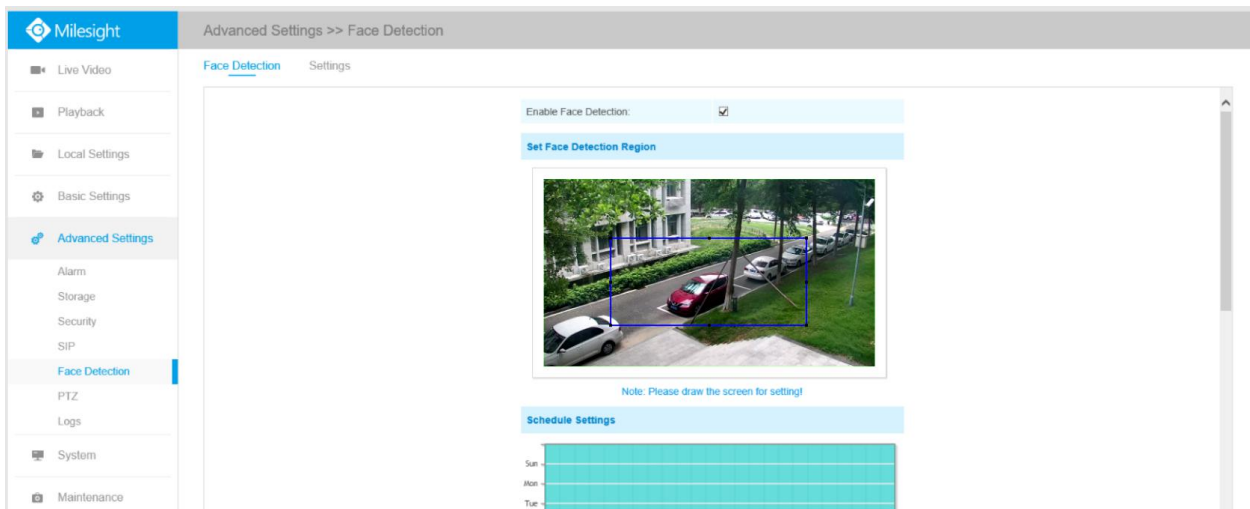 Milesight
Advanced Settings >> Face Detection
Live Video
Playback
Local Settings
Basic Settings
Advanced Settings
Alarm
Storage
Security
SIP
Face Detection
PTZ
Logs
System
Maintenance
Face Detection Settings
Enable Face Detection:
Set Face Detection Region
Note: Please draw the screen for setting!
Schedule Settings
Sun
Mon
Tue